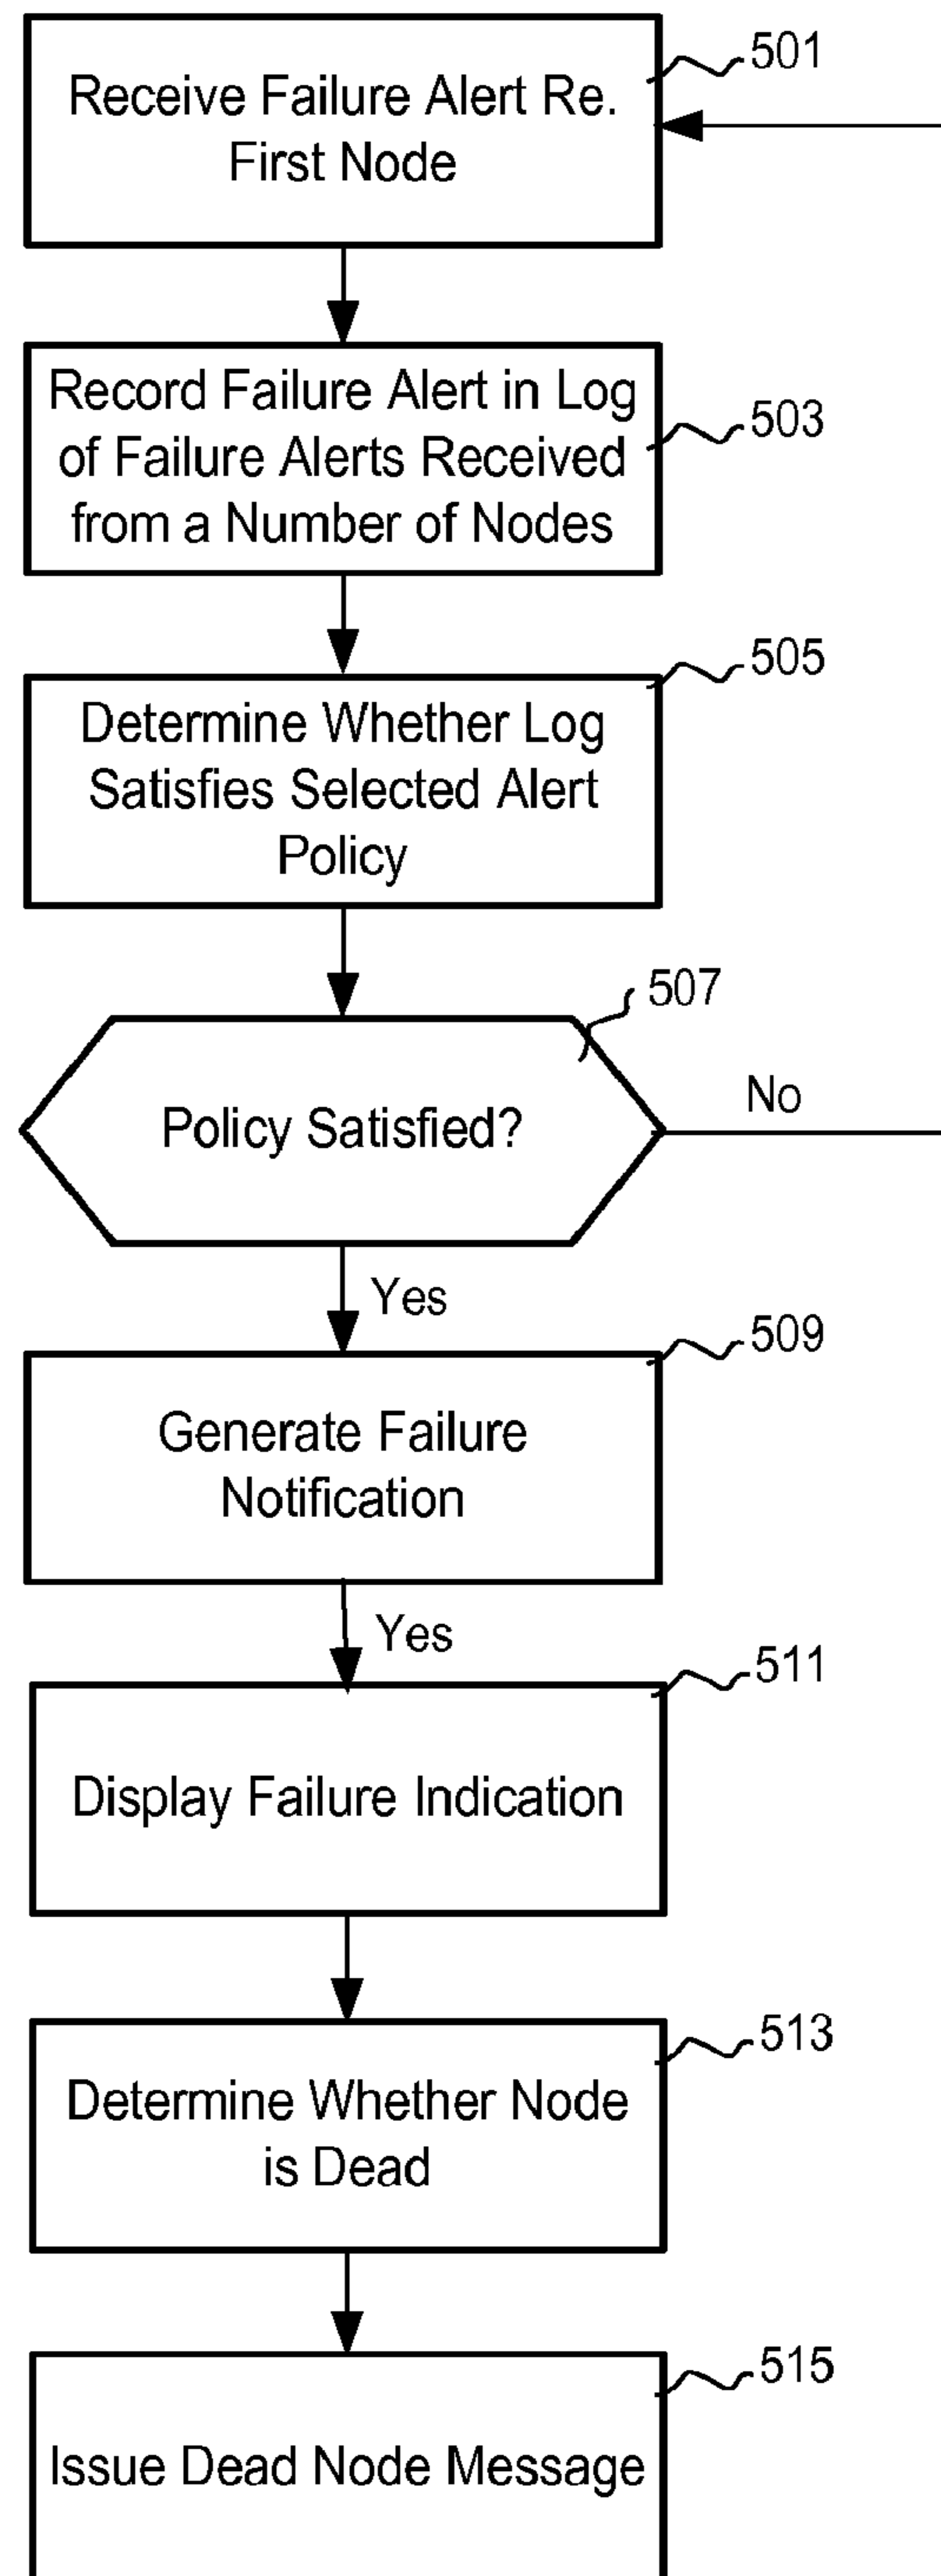 501
Receive Failure Alert Re.
First Node
Record Failure Alert in Log
of Failure Alerts Received
from a Number of Nodes
503
505
Determine Whether Log
Satisfies Selected Alert
Policy
507
Policy Satisfied?
No
Yes
509
Generate Failure
Notification
Yes
511
Display Failure Indication
513
Determine Whether Node
is Dead
515
Issue Dead Node Message